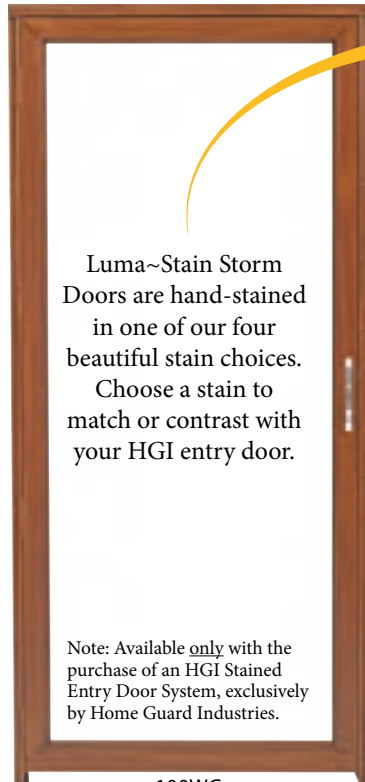 Luma~Stain Storm
Doors are hand-stained
in one of our four
beautiful stain choices.
Choose a stain to
match or contrast with
your HGI entry door.
Note: Available only with the
purchase of an HGI Stained
Entry Door System, exclusively
by Home Guard Industries.